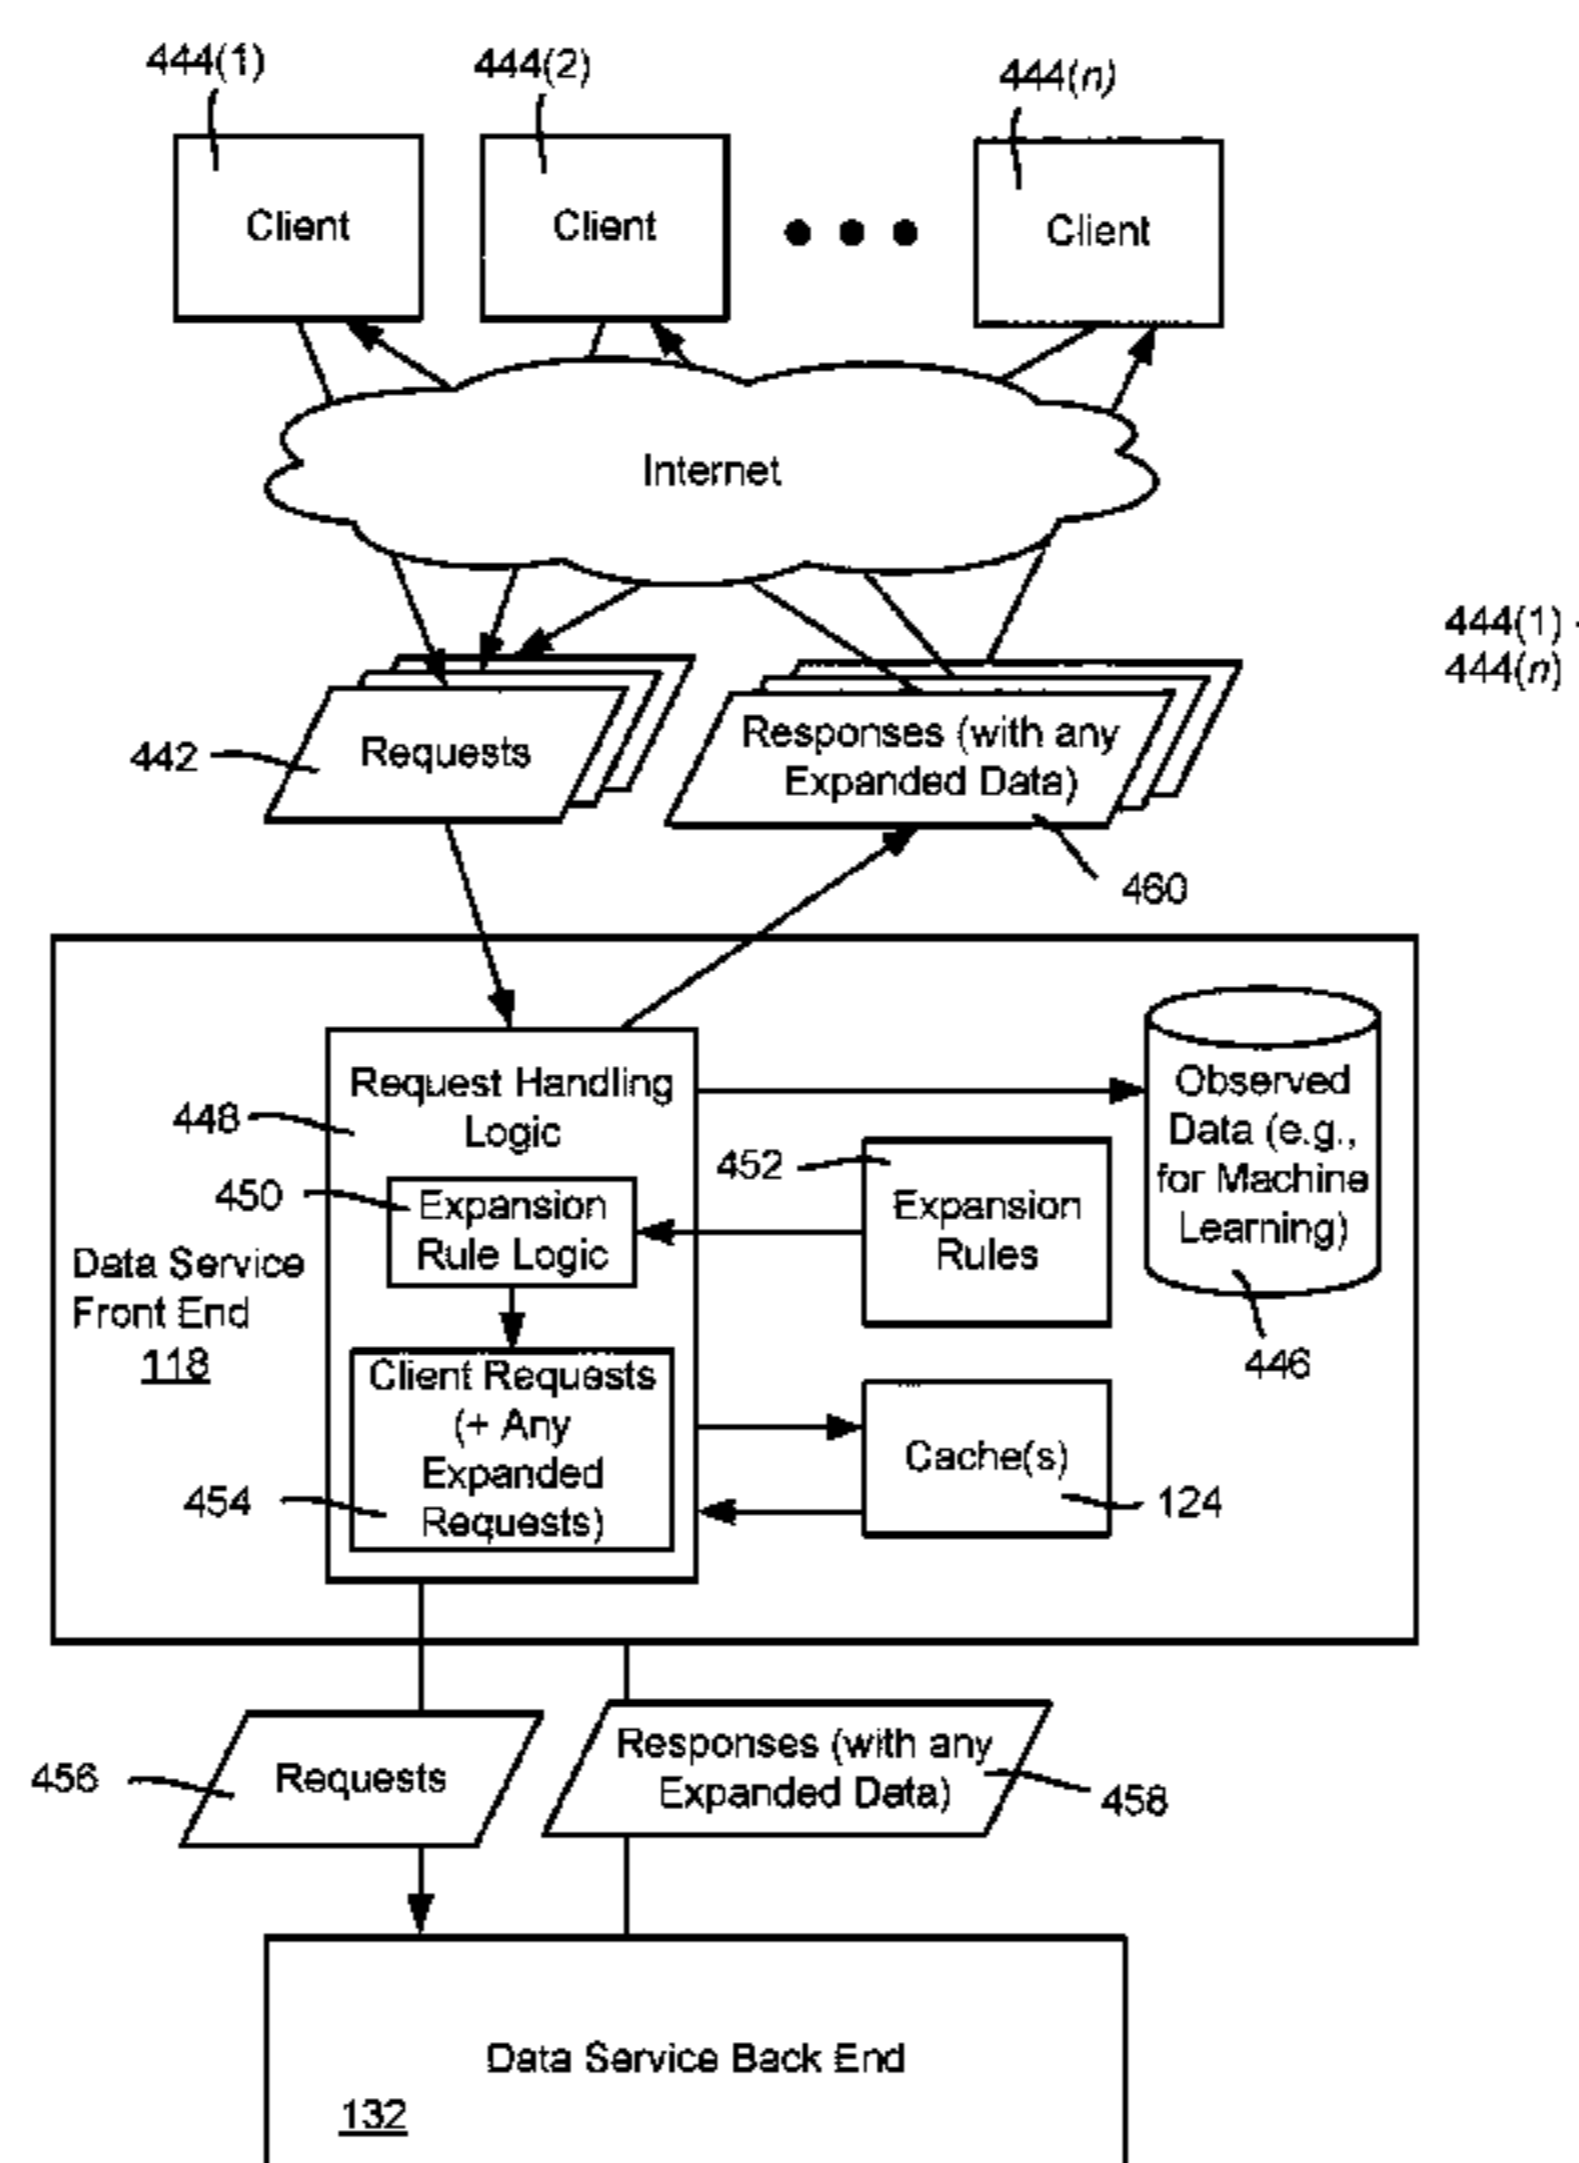 444(1)
444(2)
444(n)
Client
Client
Client
Internet
444(1) -
444(n)
442
Requests
Responses (with any
Expanded Data)
460
Request Handling
Logic
448
450
Expansion
Rule Logic
452
Expansion
Rules
Observed
Data (e.g.,
for Machine
Learning)
446
Data Service
Front End
118
Client Requests
(+ Any
Expanded
Requests)
454
Cache(s)
124
456
Requests
Responses (with any
Expanded Data)
458
Data Service Back End
132